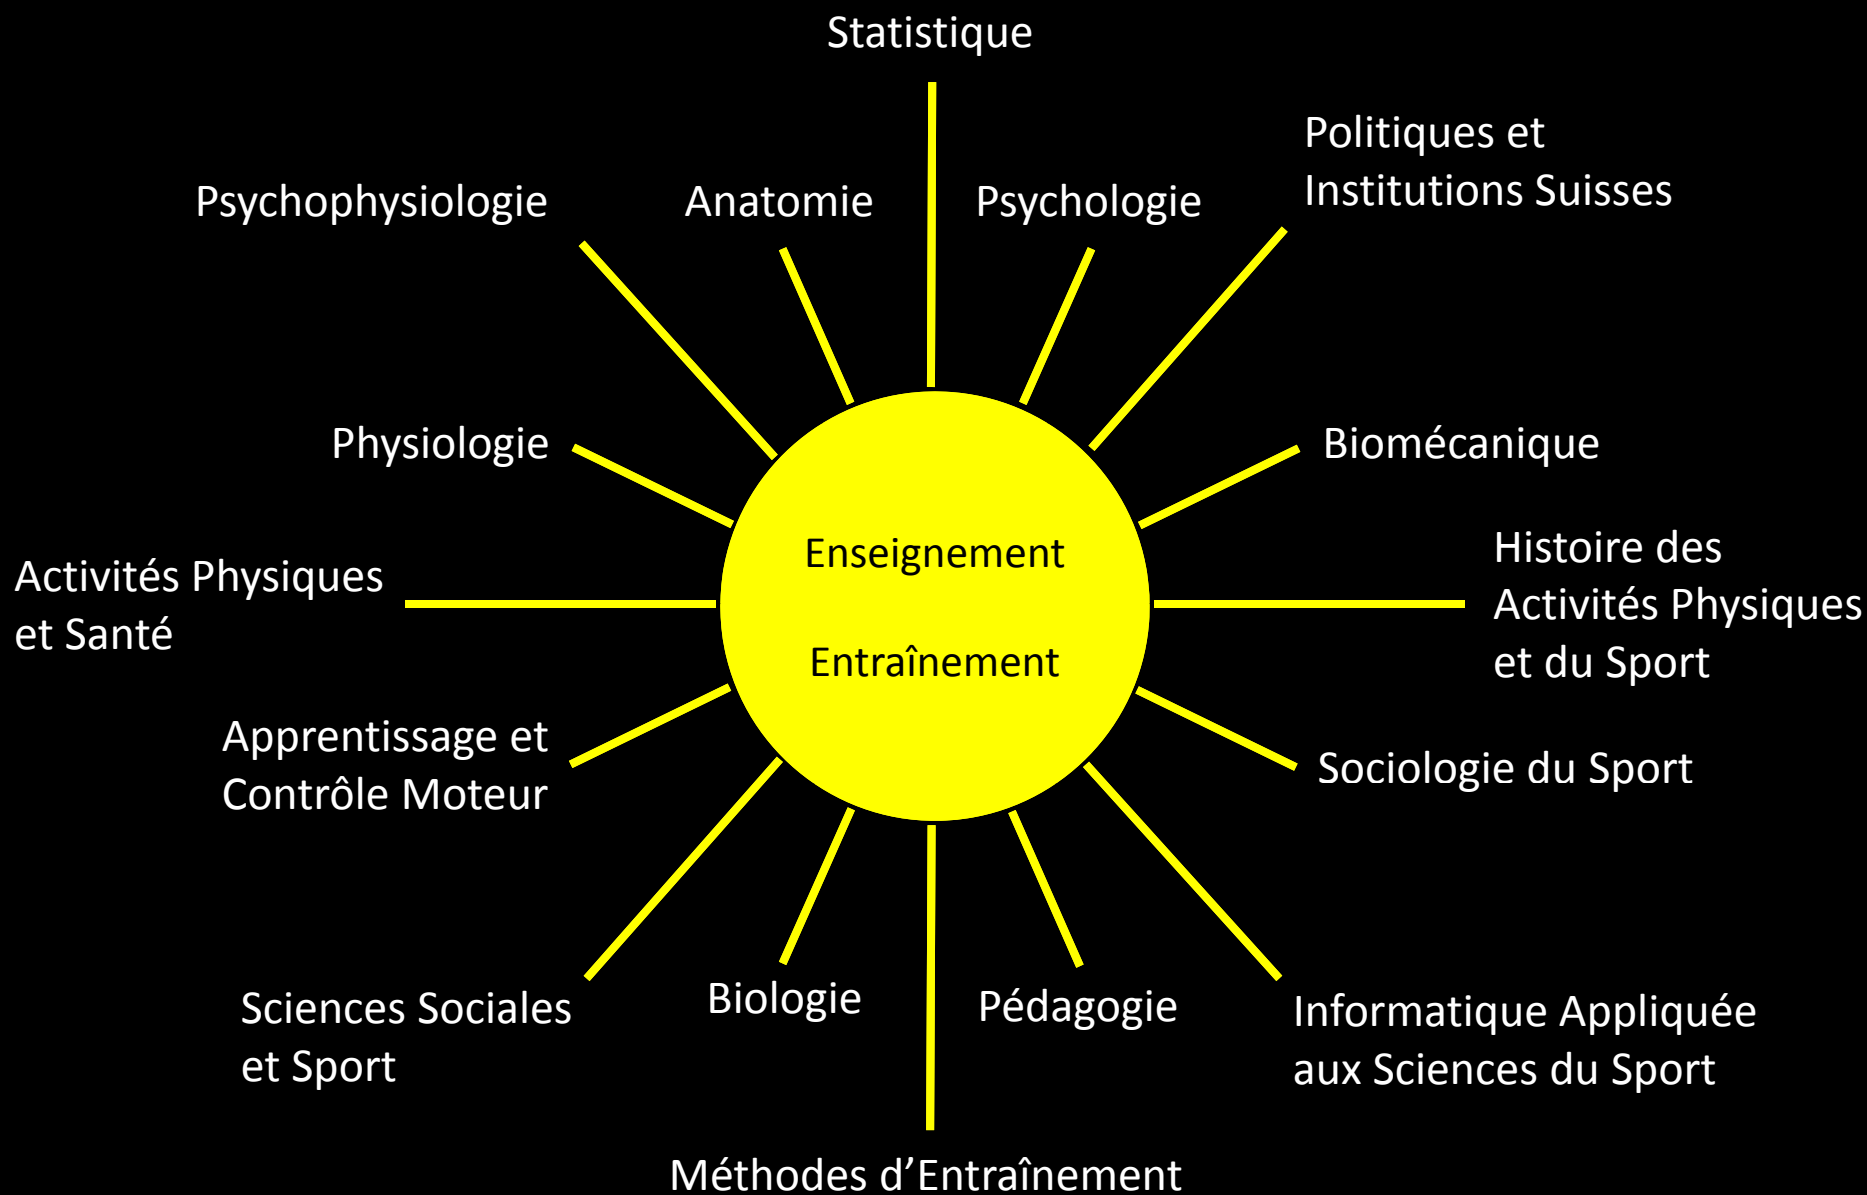 Statistique
Politiques et
Institutions Suisses
Psychophysiologie
Anatomie
Psychologie
Physiologie
Biomécanique
Enseignement
Entraînement
Activités Physiques
et Santé
Histoire des
Activités Physiques
et du Sport
Apprentissage et
Contrôle Moteur
Sociologie du Sport
Sciences Sociales
et Sport
Biologie
Pédagogie
Informatique Appliquée
aux Sciences du Sport
Méthodes d’Entraînement